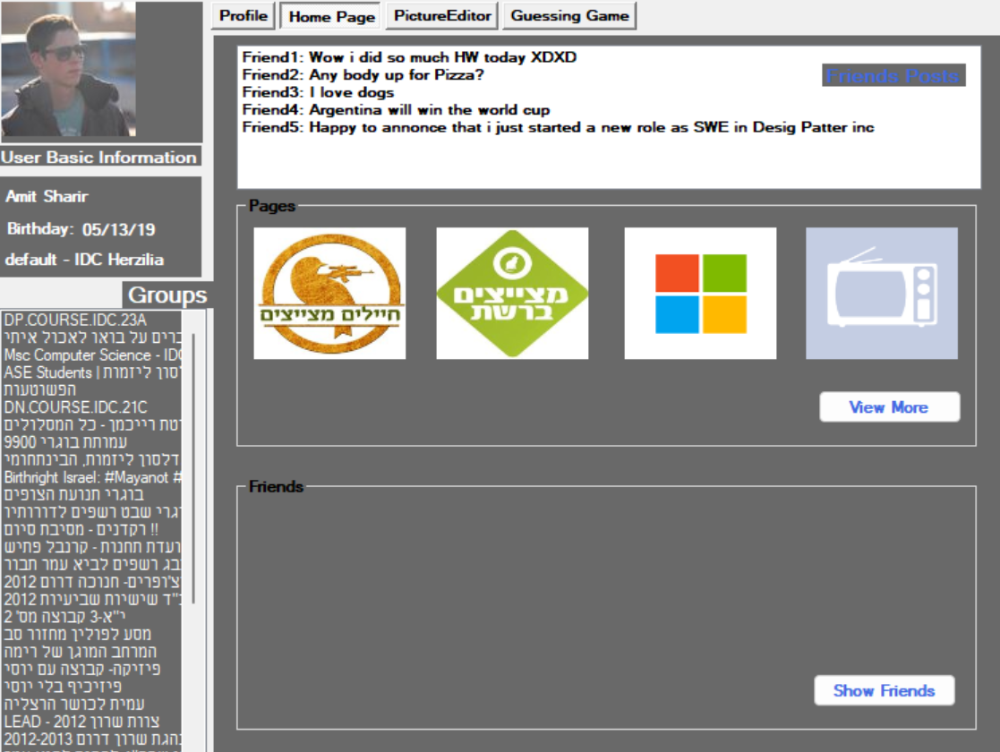 Profile
Home Page
PictureEditor
Guessing Game
Friend1: Wow i did so much HW today XDXD
Friend2: Any body up for Pizza?
Friend3: I love dogs
Friend4: Argentina will win the world cup
Friend5: Happy to annonce that i just started a new role as SWE in Desig Patter inc
Friends Posts
User Basic Information
Amit Sharir
Birthday: 05/13/19
default - IDC Herzilia
Groups
DP.COURSE.IDC.23A
ברים על בואו לאכול איתי
Msc Computer Science - IDC
ASE Students | סון ליזמות
הפשוטעות
DN.COURSE.IDC.21C
טת רייכמן - כל המסלולים
עמותת בוגרי 9900
דלסון ליזמות, הבינתחומי
Birthright Israel: #Mayanot #
בוגרי תנועת הצופים
גרי שבט רשפים לדורותיו
!! רקדנים - מסיבת סיום
ועדת תחנות - קרנבל פתיש
בג רשפים לביא עמר תבור
צ'ופרים- חנוכה דרום 2012
"ד שישיות שביעיות 2012
י"א-3 קבוצה מס' 2
מסע לפולין מחזור סב
המרחב המוגן של רימה
פיזיקה- קבוצה עם יוסי
פיזיכיף בלי יוסי
עמית לכושר הרצליה
LEAD - 2012 צוות שרון
הגת שרון דרום 2012-2013
Pages
חיילים מצייצים
מצייצים
ברשת
View More
Friends
Show Friends